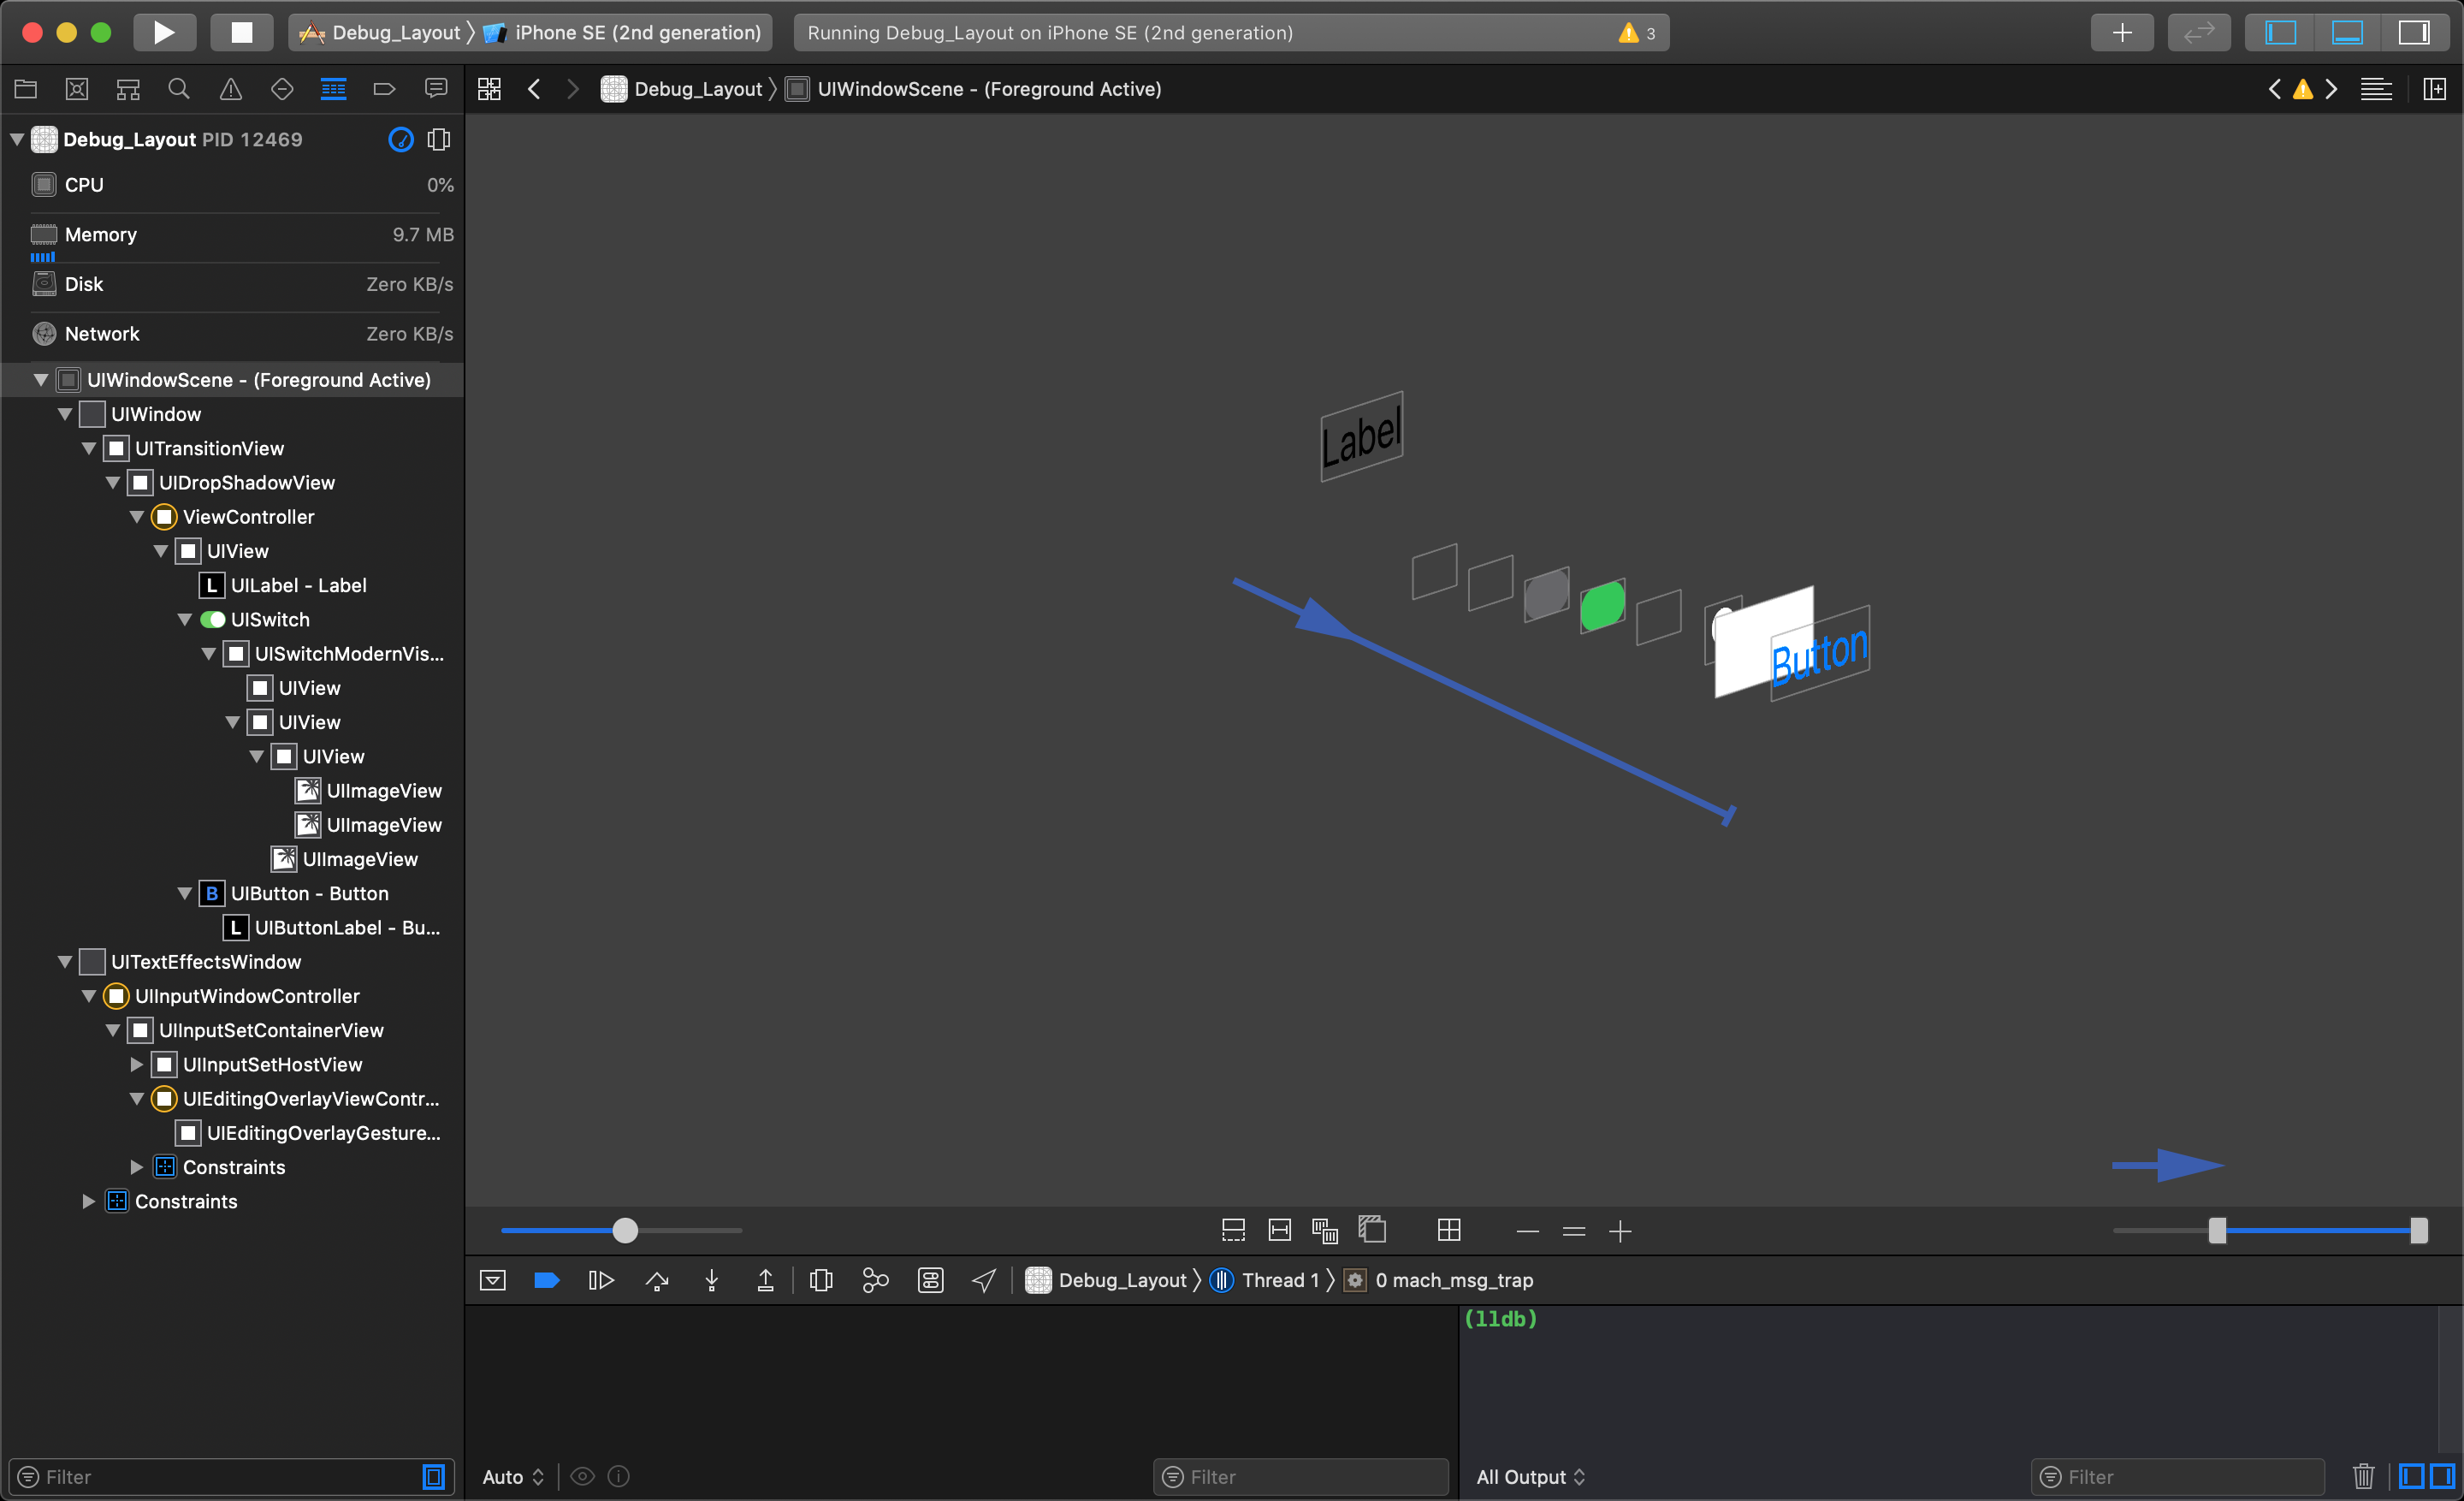 Debug_Layout 〉 iPhone SE (2nd generation)
Running Debug_Layout on iPhone SE (2nd generation)
3
Debug_Layout 〉 UIWindowScene - (Foreground Active)
Debug_Layout PID 12469
CPU 0%
Memory 9.7 MB
Disk Zero KB/s
Network Zero KB/s
UIWindowScene - (Foreground Active)
UIWindow
UITransitionView
UIDropShadowView
ViewController
UIView
L UILabel - Label
UISwitch
UISwitchModernVis...
UIView
UIView
UIView
UIImageView
UIImageView
UIImageView
B UIButton - Button
L UIButtonLabel - Bu...
UITextEffectsWindow
UIInputWindowController
UIInputSetContainerView
UIInputSetHostView
UIEditingOverlayViewContr...
UIEditingOverlayGesture...
Constraints
Constraints
Filter
Label
Button
Debug_Layout 〉 Thread 1 〉 0 mach_msg_trap
(lldb)
Auto
Filter
All Output
Filter